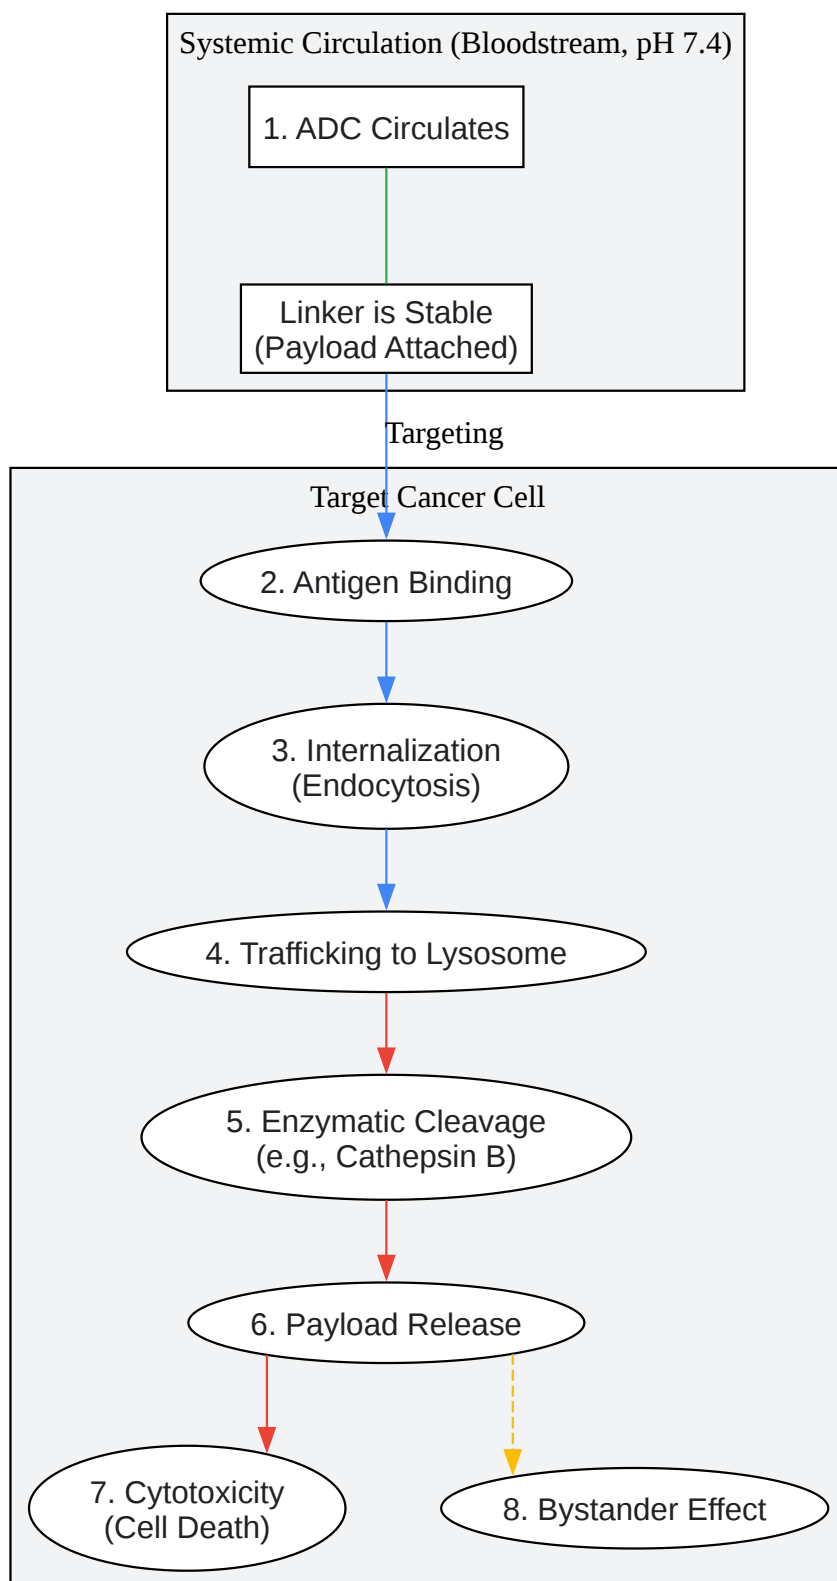 Systemic Circulation (Bloodstream, pH 7.4)
1. ADC Circulates
Linker is Stable
(Payload Attached)
Targeting
Target Cancer Cell
2. Antigen Binding
3. Internalization
(Endocytosis)
4. Trafficking to Lysosome
5. Enzymatic Cleavage
(e.g., Cathepsin B)
6. Payload Release
7. Cytotoxicity
(Cell Death)
8. Bystander Effect